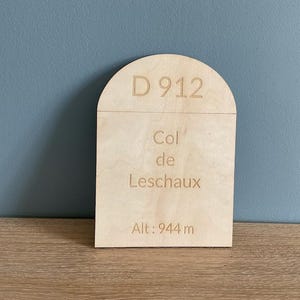 D 912
Col
de
Leschaux
Alt : 944 m